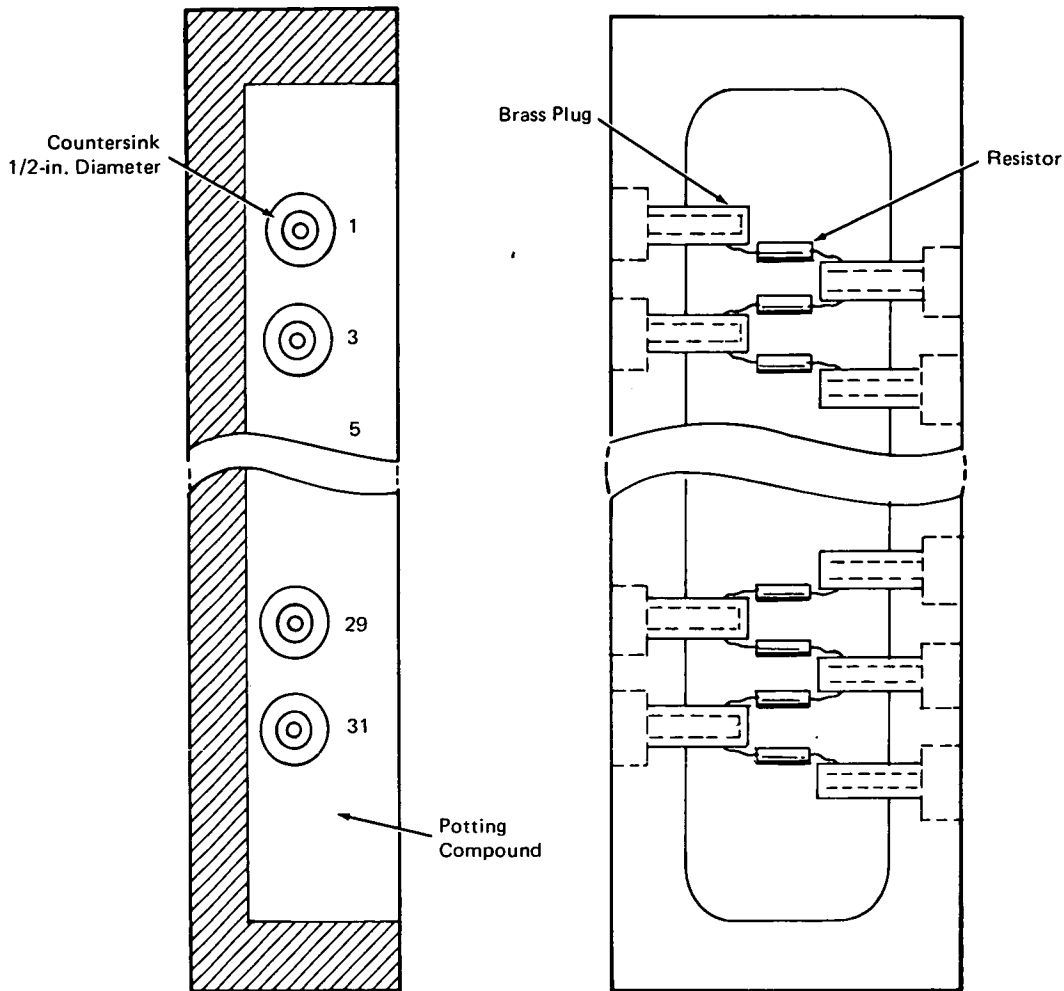 Countersink
1/2-in. Diameter
1
3
5
29
31
Potting
Compound
Brass Plug
Resistor